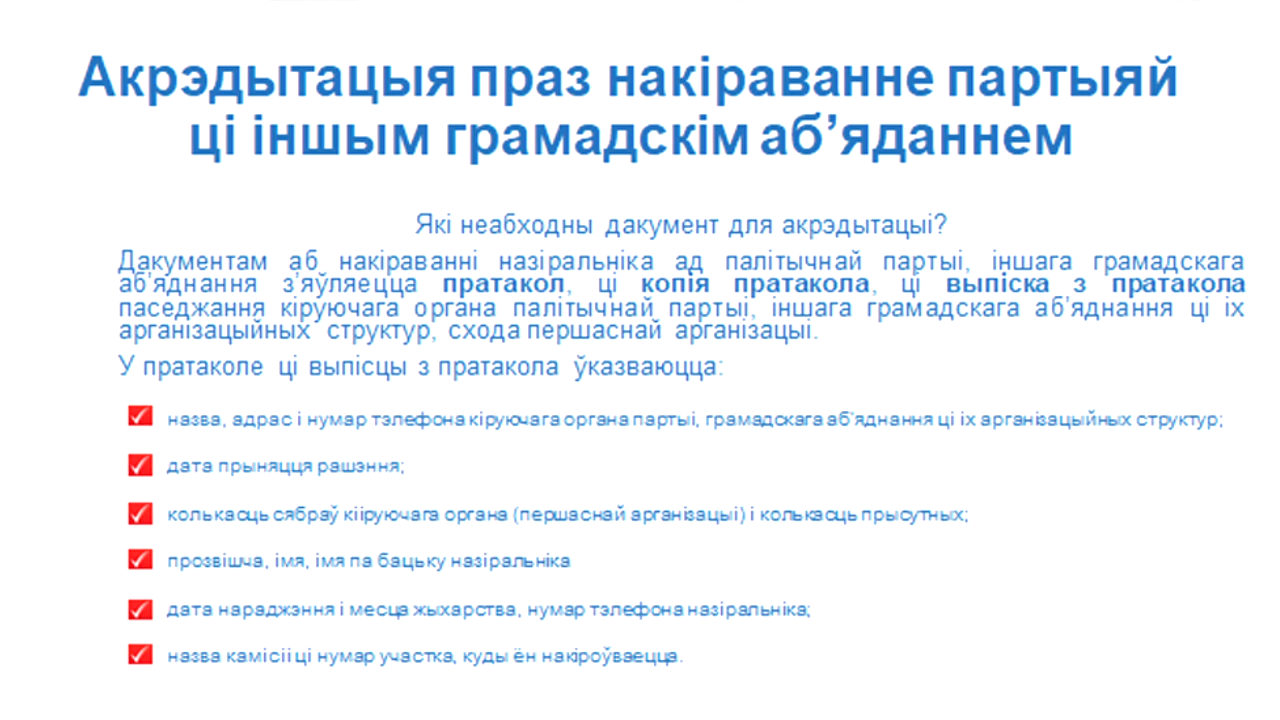 Акрэдытацыя праз накіраванне партыяй
ці іншым грамадскім аб’яданнем
Які неабходны дакумент для акрэдытацыі?
Дакументам аб накіраванні назіральніка ад палітычнай партыі, іншага грамадскага
аб’яднання з’яўляецца пратакол, ці копія пратакола, ці выпіска з пратакола
паседжання кіруючага органа палітычнай партыі, іншага грамадскага аб’яднання ці іх
арганізацыйных структур, схода першаснай арганізацыі.
У пратаколе ці выпісцы з пратакола ўказваюцца:
назва, адрас і нумар тэлефона кіруючага органа партыі, грамадскага аб’яднання ці іх арганізацыйных структур;
дата прыняцця рашэння;
колькасць сяброў кііруючага органа (першаснай арганізацыі) і колькасць прысутных;
прозвішча, імя, імя па бацьку назіральніка
дата нараджэння і месца жыхарства, нумар тэлефона назіральніка;
назва камісіі ці нумар участка, куды ён накіроўваецца.